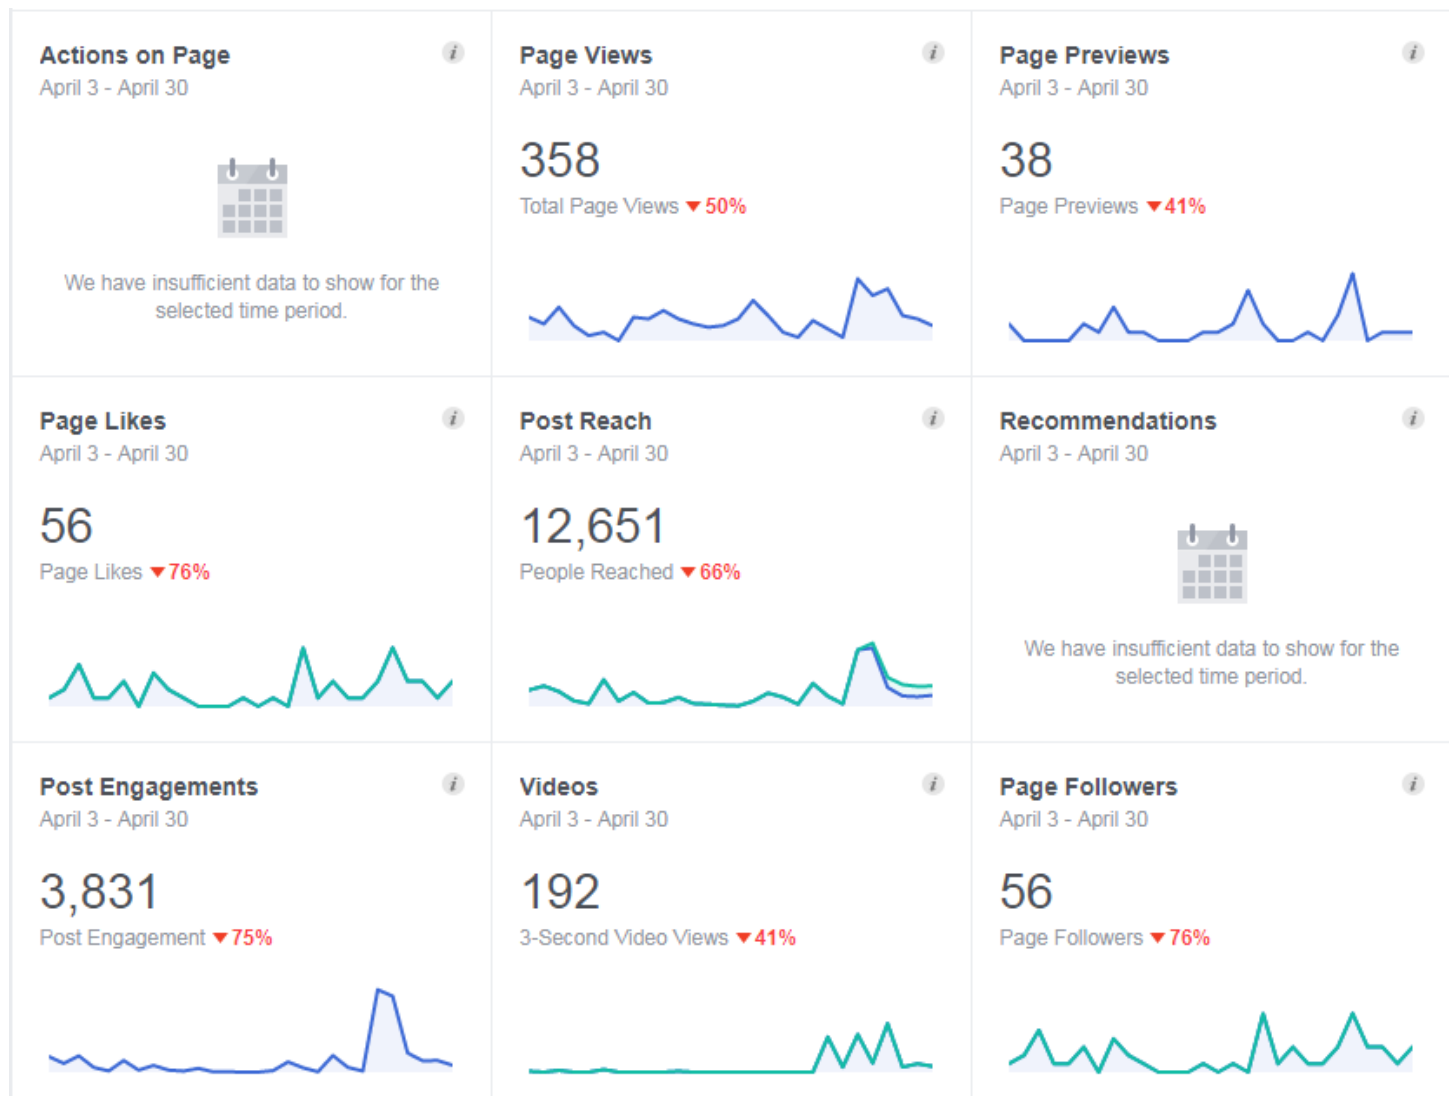 Actions on Page
April 3 - April 30
We have insufficient data to show for the
selected time period.
Page Views
April 3 - April 30
358
Total Page Views ▼50%
Page Previews
April 3 - April 30
38
Page Previews ▼41%
Page Likes
April 3 - April 30
56
Page Likes ▼76%
Post Reach
April 3 - April 30
12,651
People Reached ▼66%
Recommendations
April 3 - April 30
We have insufficient data to show for the
selected time period.
Post Engagements
April 3 - April 30
3,831
Post Engagement ▼75%
Videos
April 3 - April 30
192
3-Second Video Views ▼41%
Page Followers
April 3 - April 30
56
Page Followers ▼76%